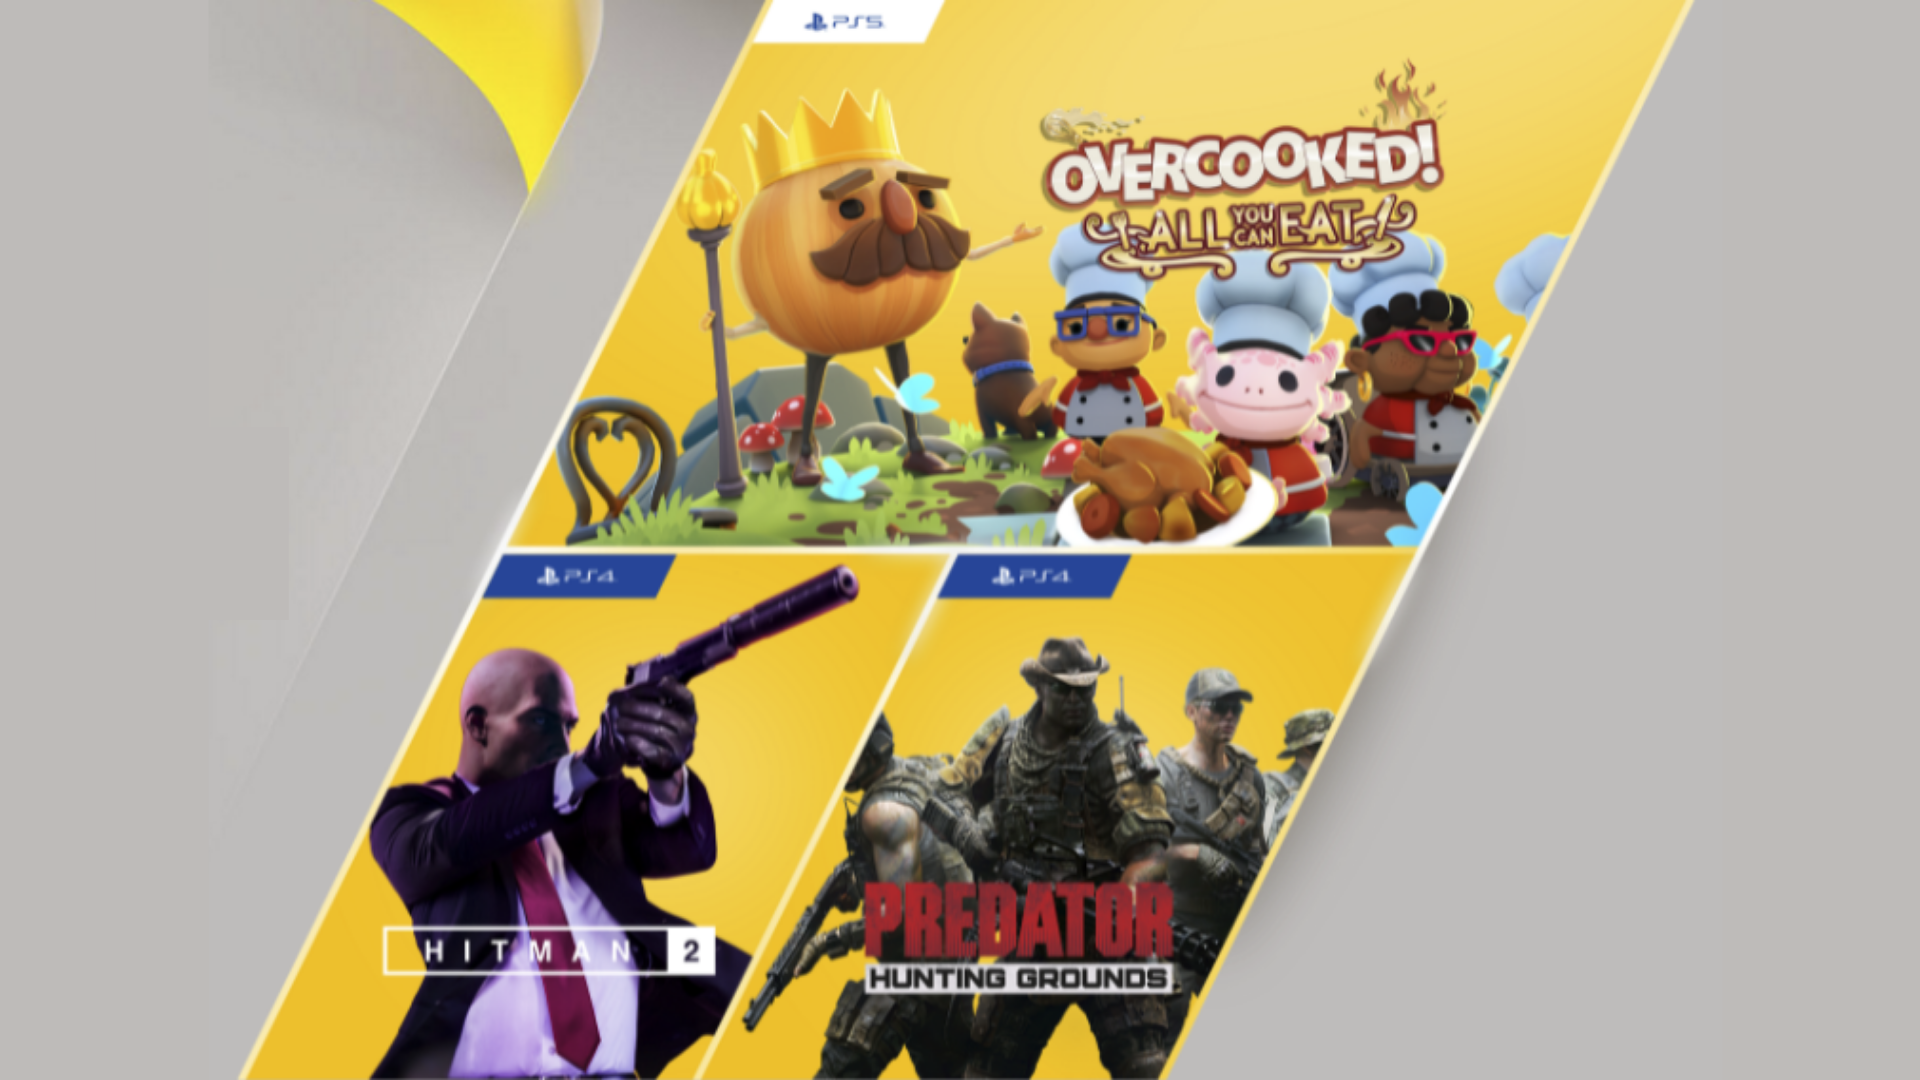 PS5
OVERCOOKED!
ALL YOU CAN EAT
PS4
PS4
HITMAN 2
PREDATOR
HUNTING GROUNDS